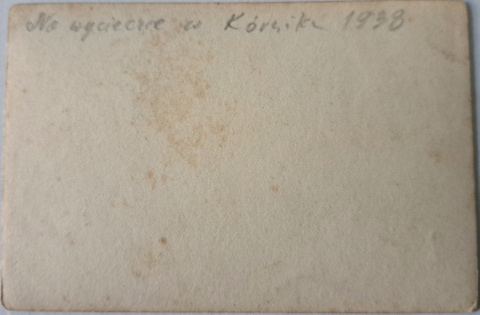 Na wycieczce w Kórniku 1938